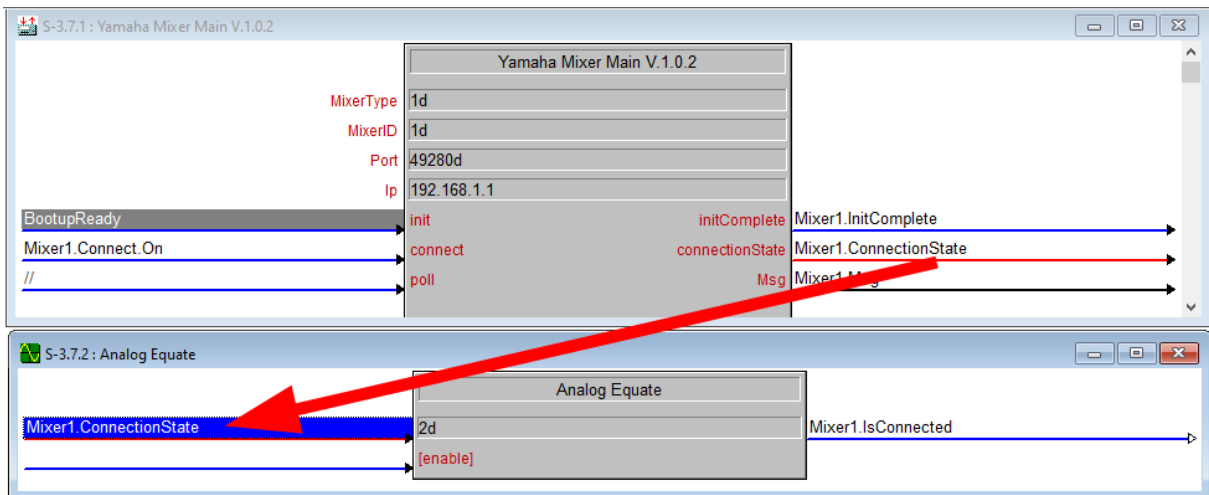 S-3.7.1 : Yamaha Mixer Main V.1.0.2
Yamaha Mixer Main V.1.0.2
MixerType 1d
MixerID 1d
Port 49280d
Ip 192.168.1.1
BootupReady init initComplete Mixer1.InitComplete
Mixer1.Connect.On connect connectionState Mixer1.ConnectionState
// poll Msg
S-3.7.2 : Analog Equate
Analog Equate
Mixer1.ConnectionState 2d Mixer1.IsConnected
[enable]